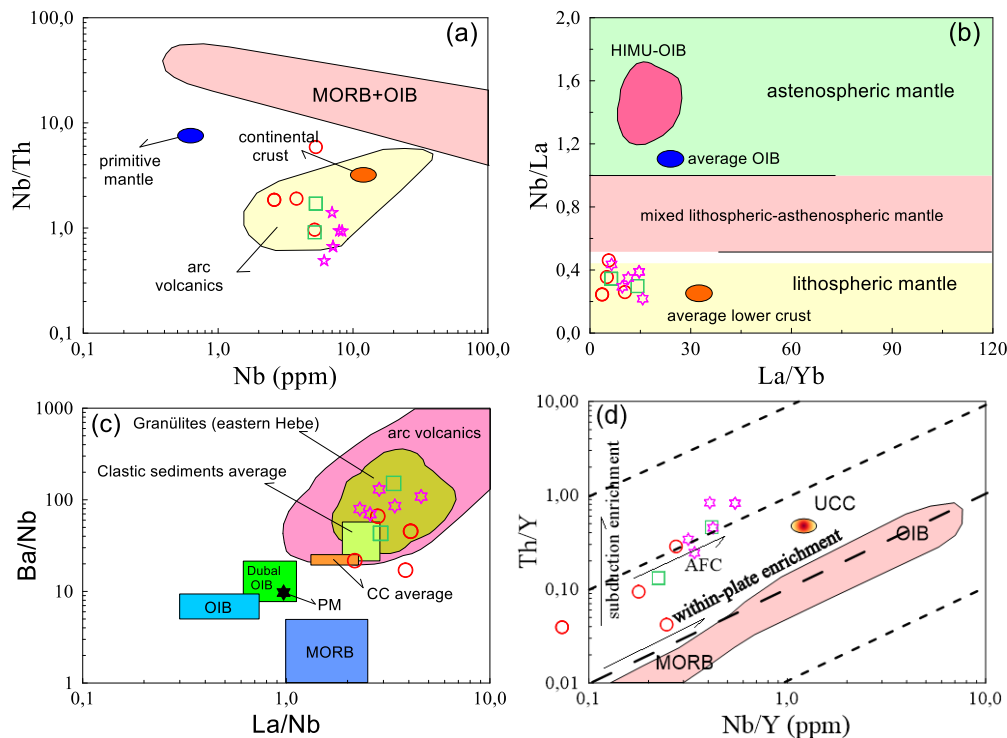 (a)
100,0
10,0
1,0
0,1
Nb/Th
MORB+OIB
continental
crust
primitive
mantle
arc
volcanics
0,1
1,0
10,0
100,0
Nb (ppm)
(b)
2,0
1,6
1,2
0,8
0,4
0,0
Nb/La
HIMU-OIB
astenospheric mantle
average OIB
mixed lithospheric-asthenospheric mantle
lithospheric mantle
average lower crust
0
30
60
90
120
La/Yb
(c)
1000
100
10
1
Ba/Nb
Granülites (eastern Hebe)
arc volcanics
Clastic sediments average
Dubal
OIB
OIB
PM
CC average
MORB
1,0
10,0
La/Nb
(d)
10,00
1,00
0,10
0,01
Th/Y
subduction enrichment
UCC
AFC
OIB
within-plate enrichment
MORB
0,1
1,0
10,0
Nb/Y (ppm)